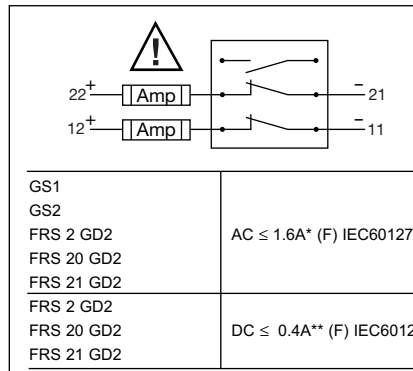 22 + Amp − 21
12 + Amp − 11
GS1
GS2
FRS 2 GD2
FRS 20 GD2
FRS 21 GD2
AC ≤ 1.6A* (F) IEC60127
FRS 2 GD2
FRS 20 GD2
FRS 21 GD2
DC ≤ 0.4A** (F)